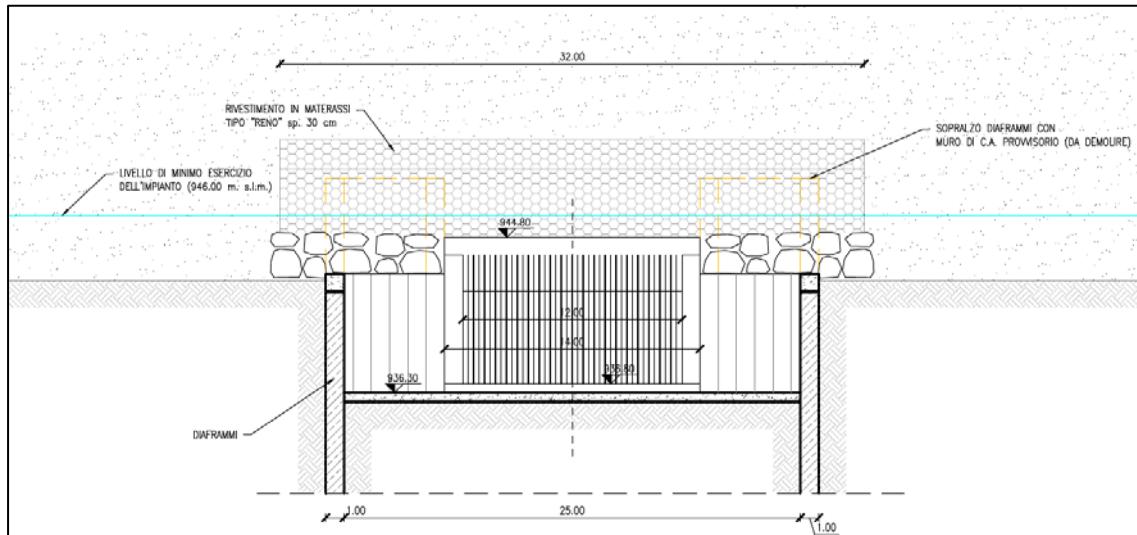 32.00
RIVESTIMENTO IN MATERASSI
TIPO "RENO" sp. 30 cm
SOPRALZO DIAFRAMMI CON
MURO DI C.A. PROVVISORIO (DA DEMOLIRE)
LIVELLO DI MINIMO ESERCIZIO
DELL'IMPIANTO (946.00 m. s.l.m.)
944.80
12.00
14.00
936.30
936.80
DIAFRAMMI
1.00
25.00
1.00